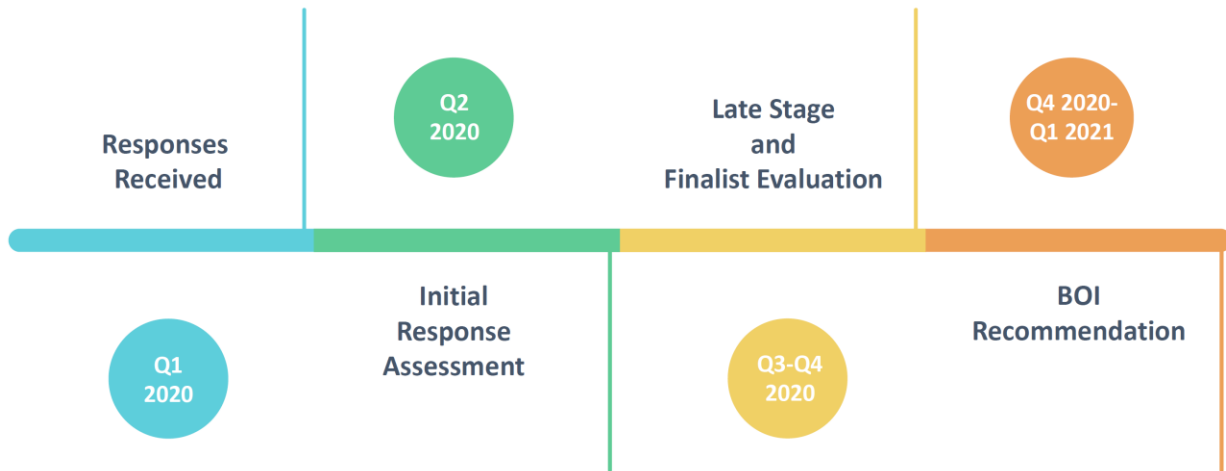 Responses
Received
Q1
2020
Q2
2020
Initial
Response
Assessment
Late Stage
and
Finalist Evaluation
Q3-Q4
2020
Q4 2020-
Q1 2021
BOI
Recommendation